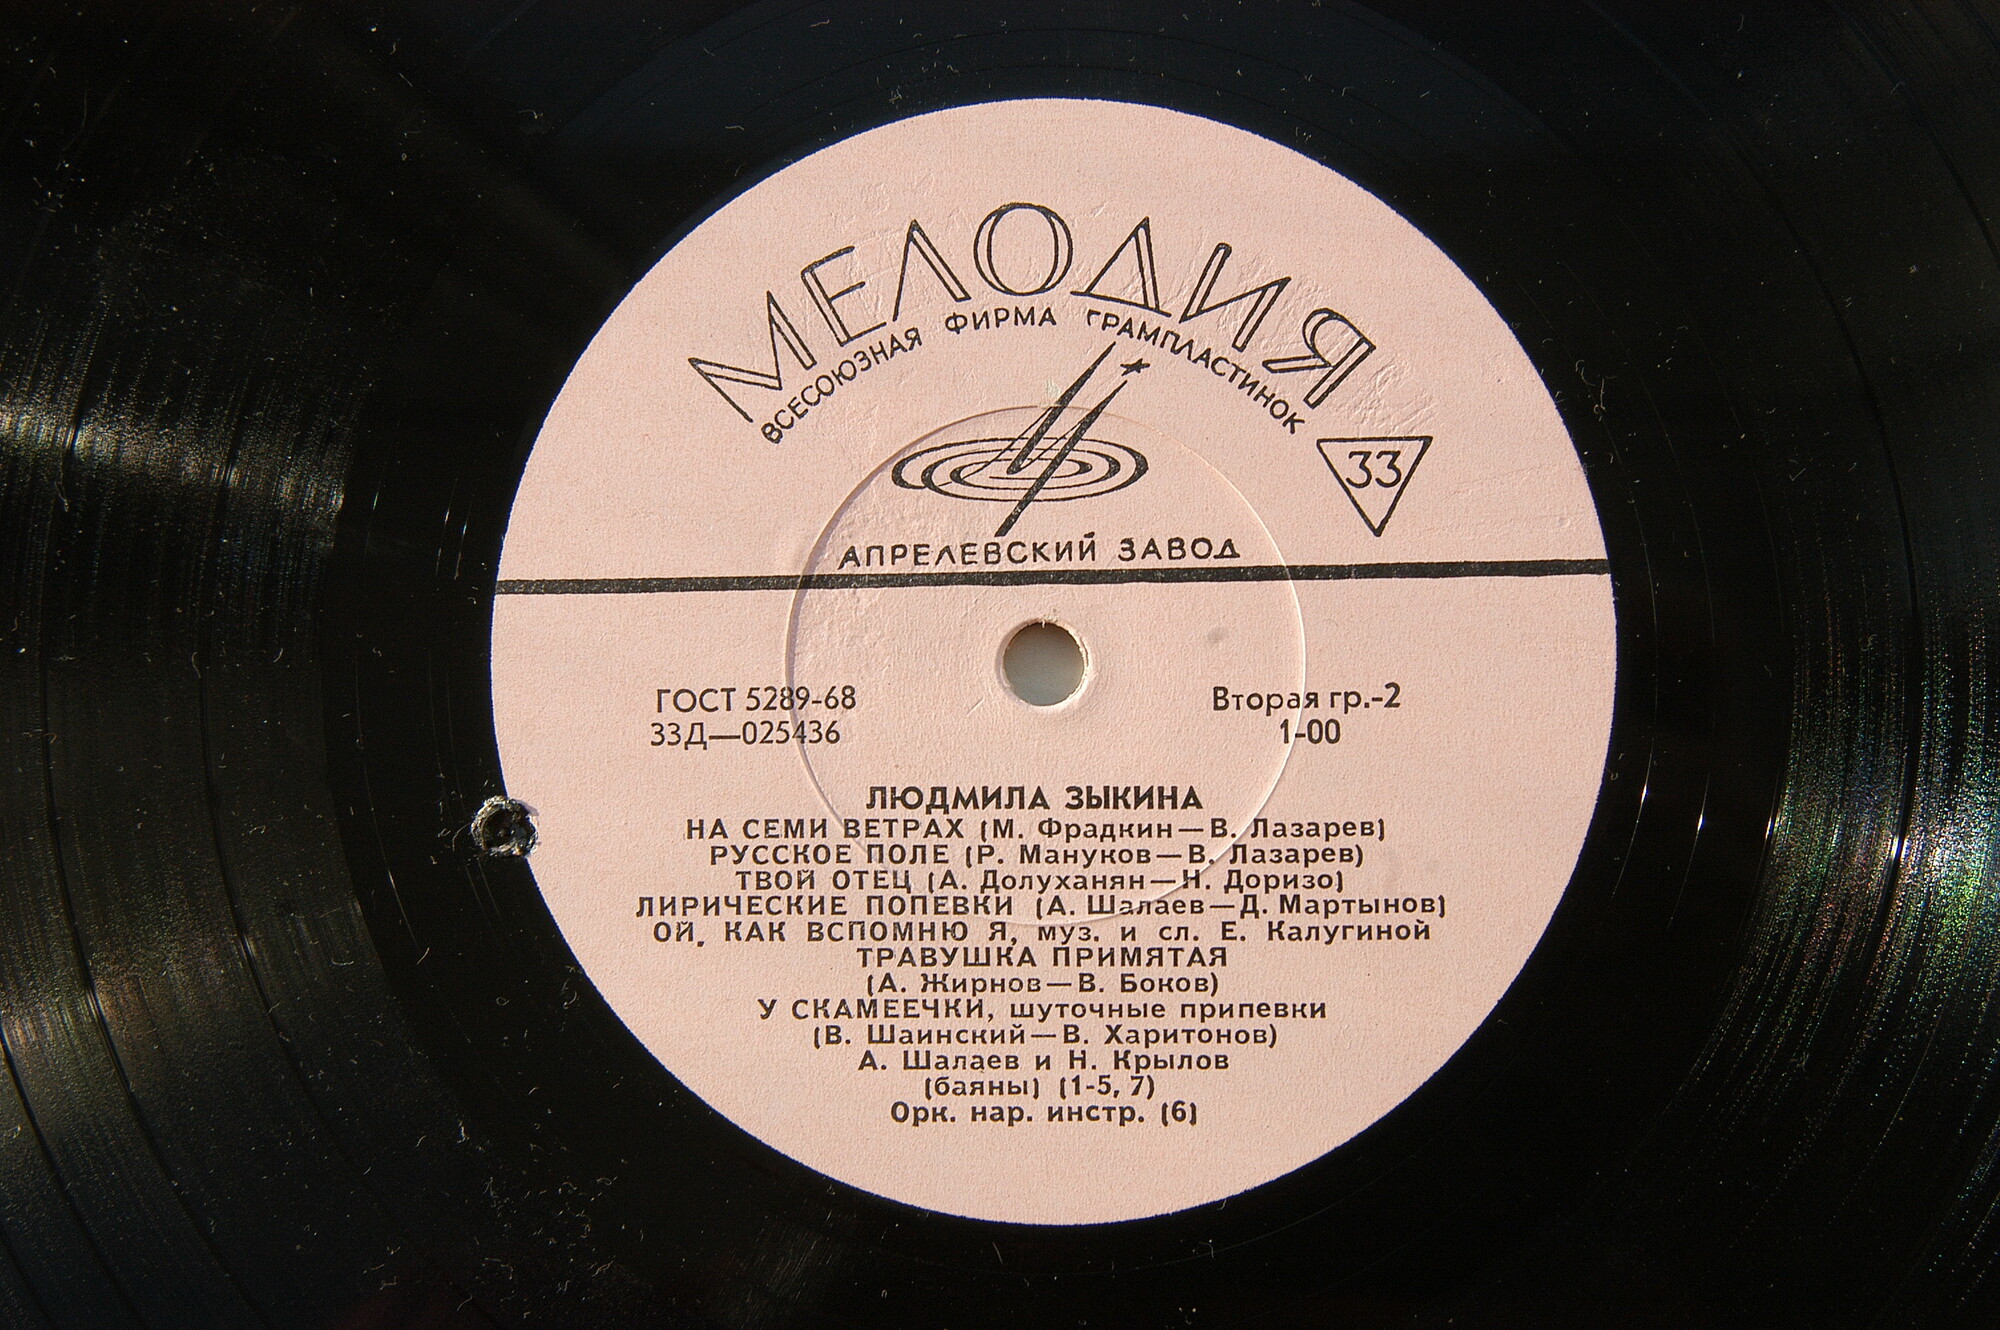 МЕЛОДИЯ
ВСЕСОЮЗНАЯ ФИРМА ГРАМПЛАСТИНОК
33
АПРЕЛЕВСКИЙ ЗАВОД
ГОСТ 5289-68
Вторая гр.-2
33Д—025436
1-00
ЛЮДМИЛА ЗЫКИНА
НА СЕМИ ВЕТРАХ (М. Фрадкин—В. Лазарев)
РУССКОЕ ПОЛЕ (Р. Мануков—В. Лазарев)
ТВОЙ ОТЕЦ (А. Долуханян—Н. Доризо)
ЛИРИЧЕСКИЕ ПОПЕВКИ (А. Шалаев—Д. Мартынов)
ОЙ, КАК ВСПОМНЮ Я, муз. и сл. Е. Калугиной
ТРАВУШКА ПРИМЯТАЯ
(А. Жирнов—В. Боков)
У СКАМЕЕЧКИ, шуточные припевки
(В. Шаинский—В. Харитонов)
А. Шалаев и Н. Крылов
(баяны) (1-5, 7)
Орк. нар. инстр. (6)